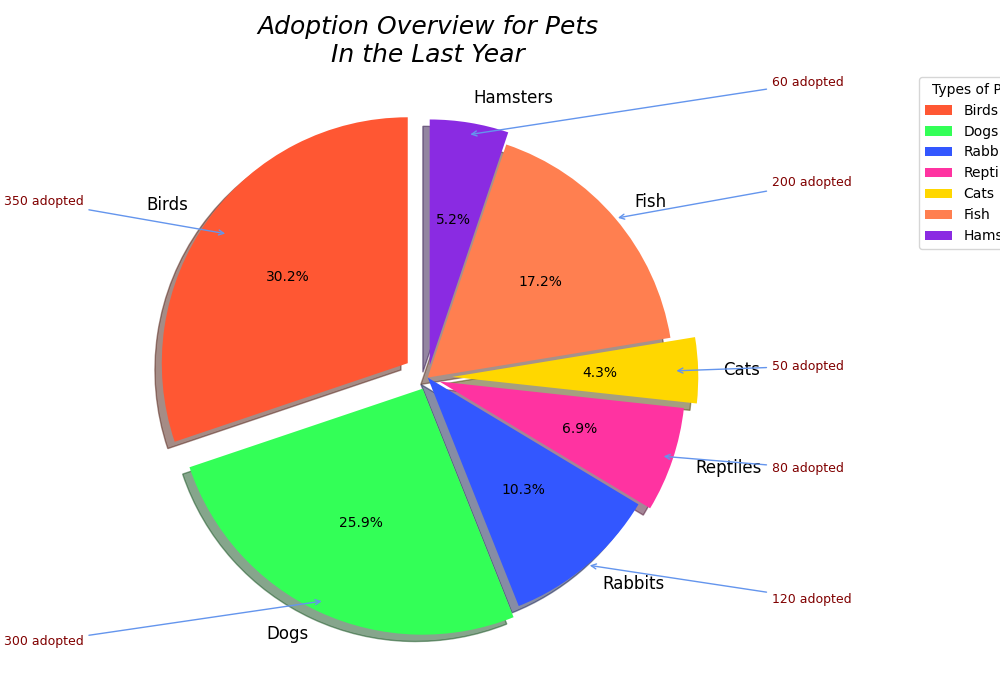 Adoption Overview for Pets
In the Last Year
60 adopted
Hamsters
Types of P
Birds
Dogs
Rabb
Repti
Cats
Fish
Hams
200 adopted
Fish
350 adopted
Birds
5.2%
30.2%
17.2%
50 adopted
Cats
4.3%
6.9%
Reptiles
80 adopted
10.3%
25.9%
Rabbits
120 adopted
Dogs
300 adopted